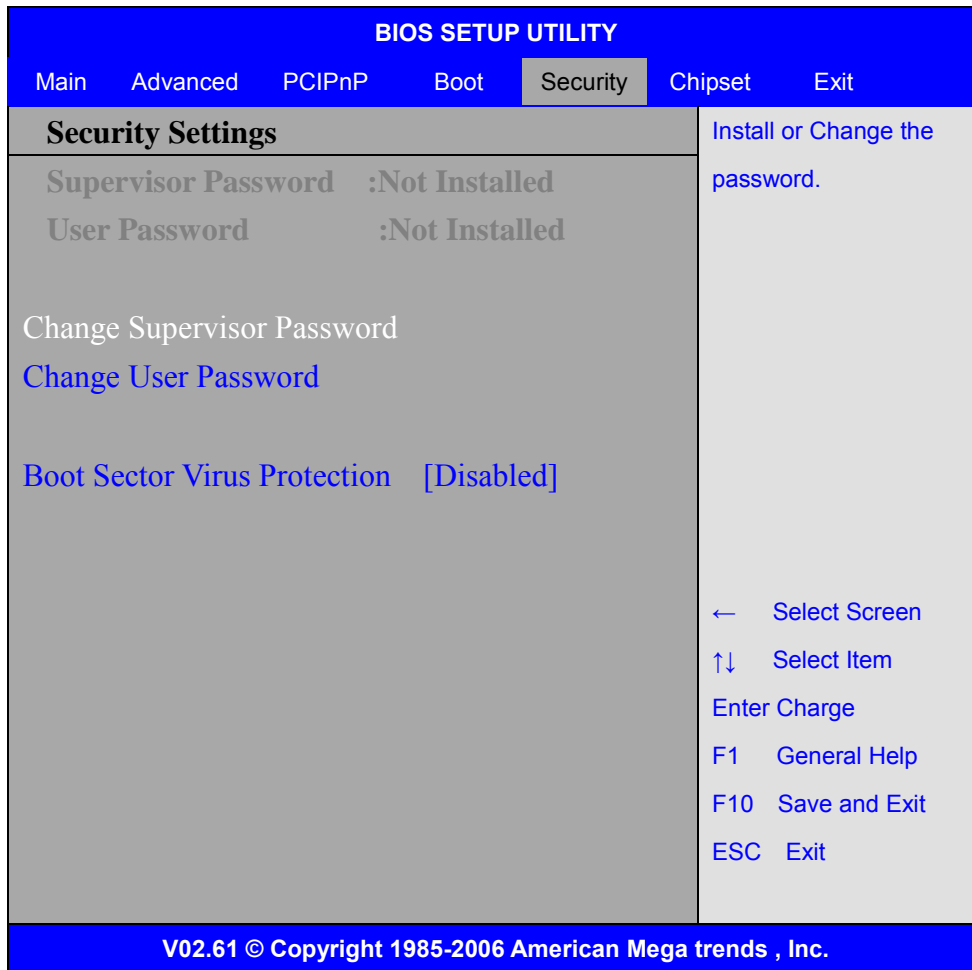 BIOS SETUP UTILITY
Main Advanced PCIPnP Boot Security Chipset Exit
Security Settings
Supervisor Password :Not Installed
User Password :Not Installed
Change Supervisor Password
Change User Password
Boot Sector Virus Protection [Disabled]
Install or Change the
password.
← Select Screen
↑↓ Select Item
Enter Charge
F1 General Help
F10 Save and Exit
ESC Exit
V02.61 © Copyright 1985-2006 American Mega trends , Inc.